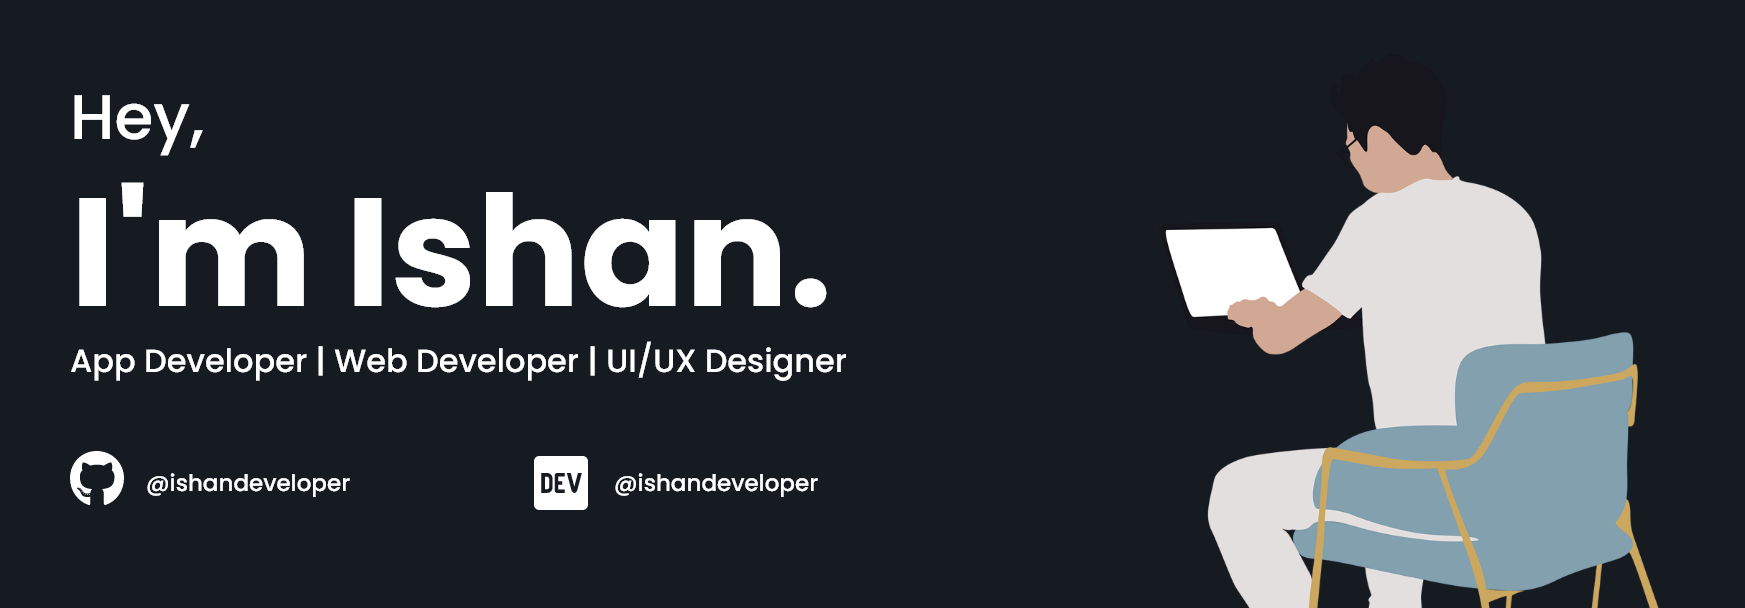 Hey,
I'm Ishan.
App Developer | Web Developer | UI/UX Designer
@ishandeveloper
DEV @ishandeveloper